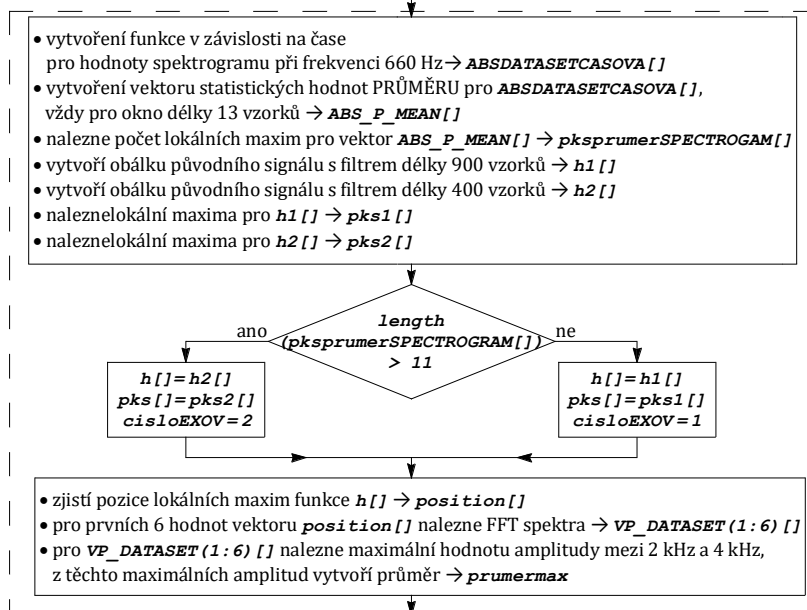 • vytvoření funkce v závislosti na čase
pro hodnoty spektrogramu při frekvenci 660 Hz→ ABSDATASETCASOVA[]
• vytvoření vektoru statistických hodnot PRŮMĚRU pro ABSDATASETCASOVA[],
vždy pro okno délky 13 vzorků → ABS_P_MEAN[]
• nalezne počet lokálních maxim pro vektor ABS_P_MEAN[] → pksprumerSPECTROGAM[]
• vytvoří obálku původního signálu s filtrem délky 900 vzorků → h1[]
• vytvoří obálku původního signálu s filtrem délky 400 vzorků → h2[]
• naleznelokální maxima pro h1[] → pks1[]
• naleznelokální maxima pro h2[] → pks2[]
length
(pksprumerSPECTROGRAM[])
> 11
ano
ne
h[]=h2[]
pks[]=pks2[]
cisloEXOV=2
h[]=h1[]
pks[]=pks1[]
cisloEXOV=1
• zjistí pozice lokálních maxim funkce h[] → position[]
• pro prvních 6 hodnot vektoru position[] nalezne FFT spektra → VP_DATASET(1:6)[]
• pro VP_DATASET(1:6)[] nalezne maximální hodnotu amplitudy mezi 2 kHz a 4 kHz,
z těchto maximálních amplitud vytvoří průměr → prumermax